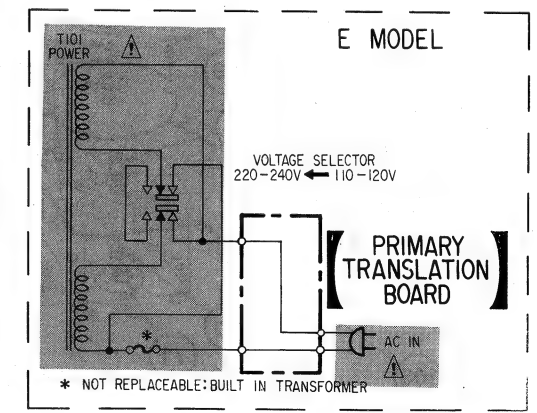 T101
POWER
E MODEL
VOLTAGE SELECTOR
220-240V ← 110-120V
PRIMARY
TRANSLATION
BOARD
*
AC IN
* NOT REPLACEABLE: BUILT IN TRANSFORMER